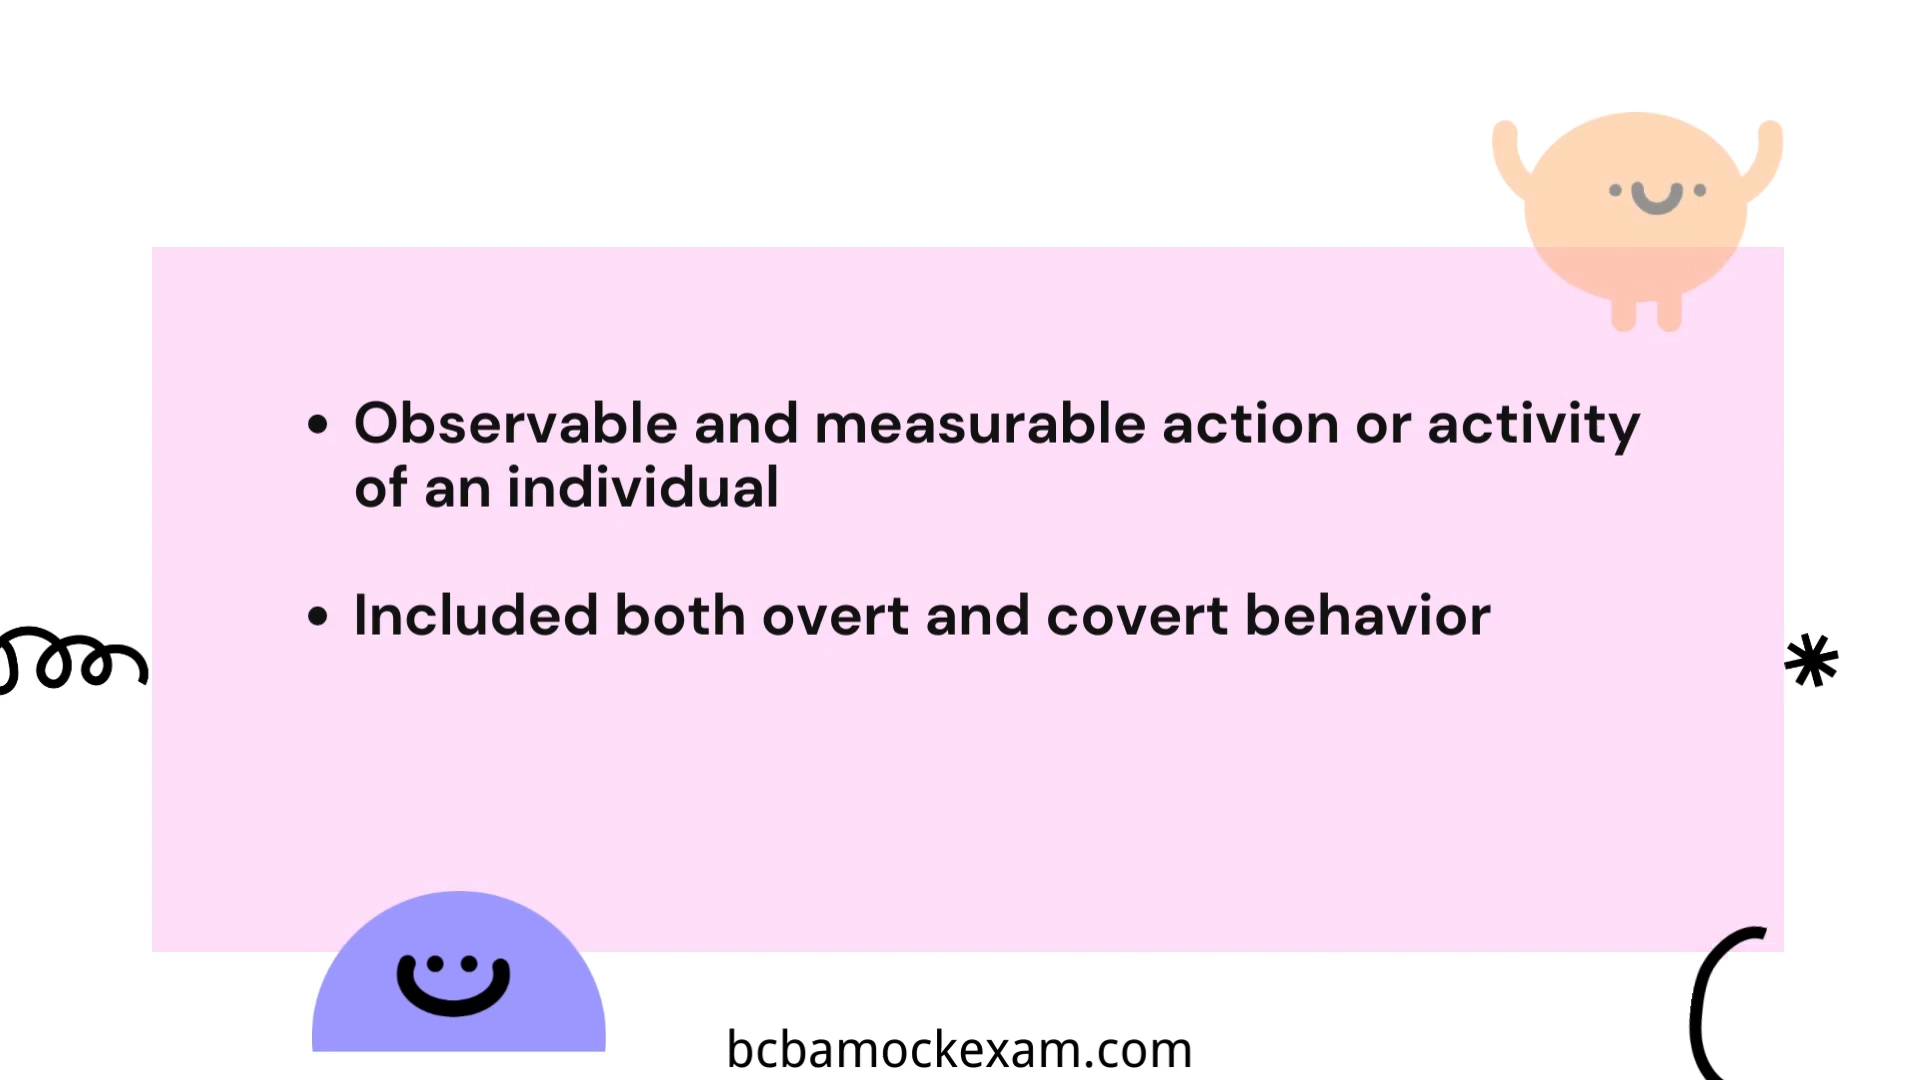 • Observable and measurable action or activity
of an individual
• Included both overt and covert behavior
bcbamockexam.com